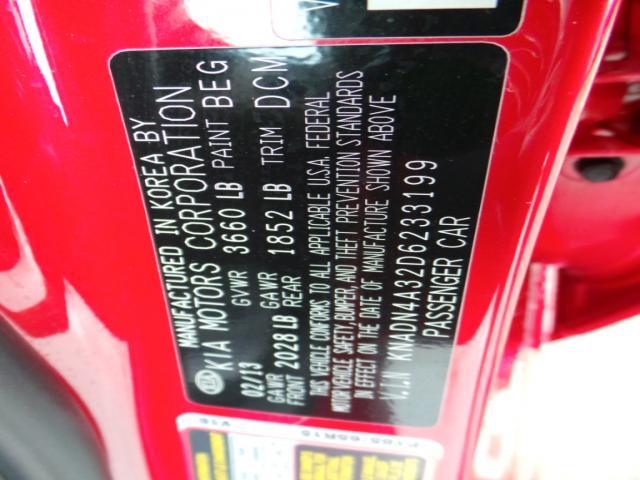 MANUFACTURED IN KOREA BY
KIA MOTORS CORPORATION
02/13 GVWR 3660 LB PAINT BEG
GAWR FRONT 2028 LB GAWR REAR 1852 LB TRIM DCM
THIS VEHICLE CONFORMS TO ALL APPLICABLE U.S.A. FEDERAL
MOTOR VEHICLE SAFETY, BUMPER, AND THEFT PREVENTION STANDARDS
IN EFFECT ON THE DATE OF MANUFACTURE SHOWN ABOVE
V.I.N KNADN4A32D6233199
PASSENGER CAR